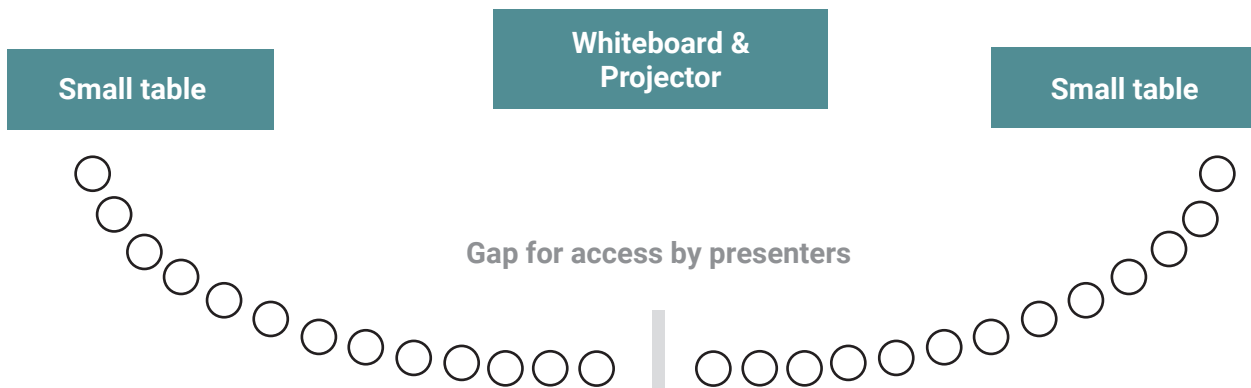 Small table
Whiteboard &
Projector
Small table
Gap for access by presenters